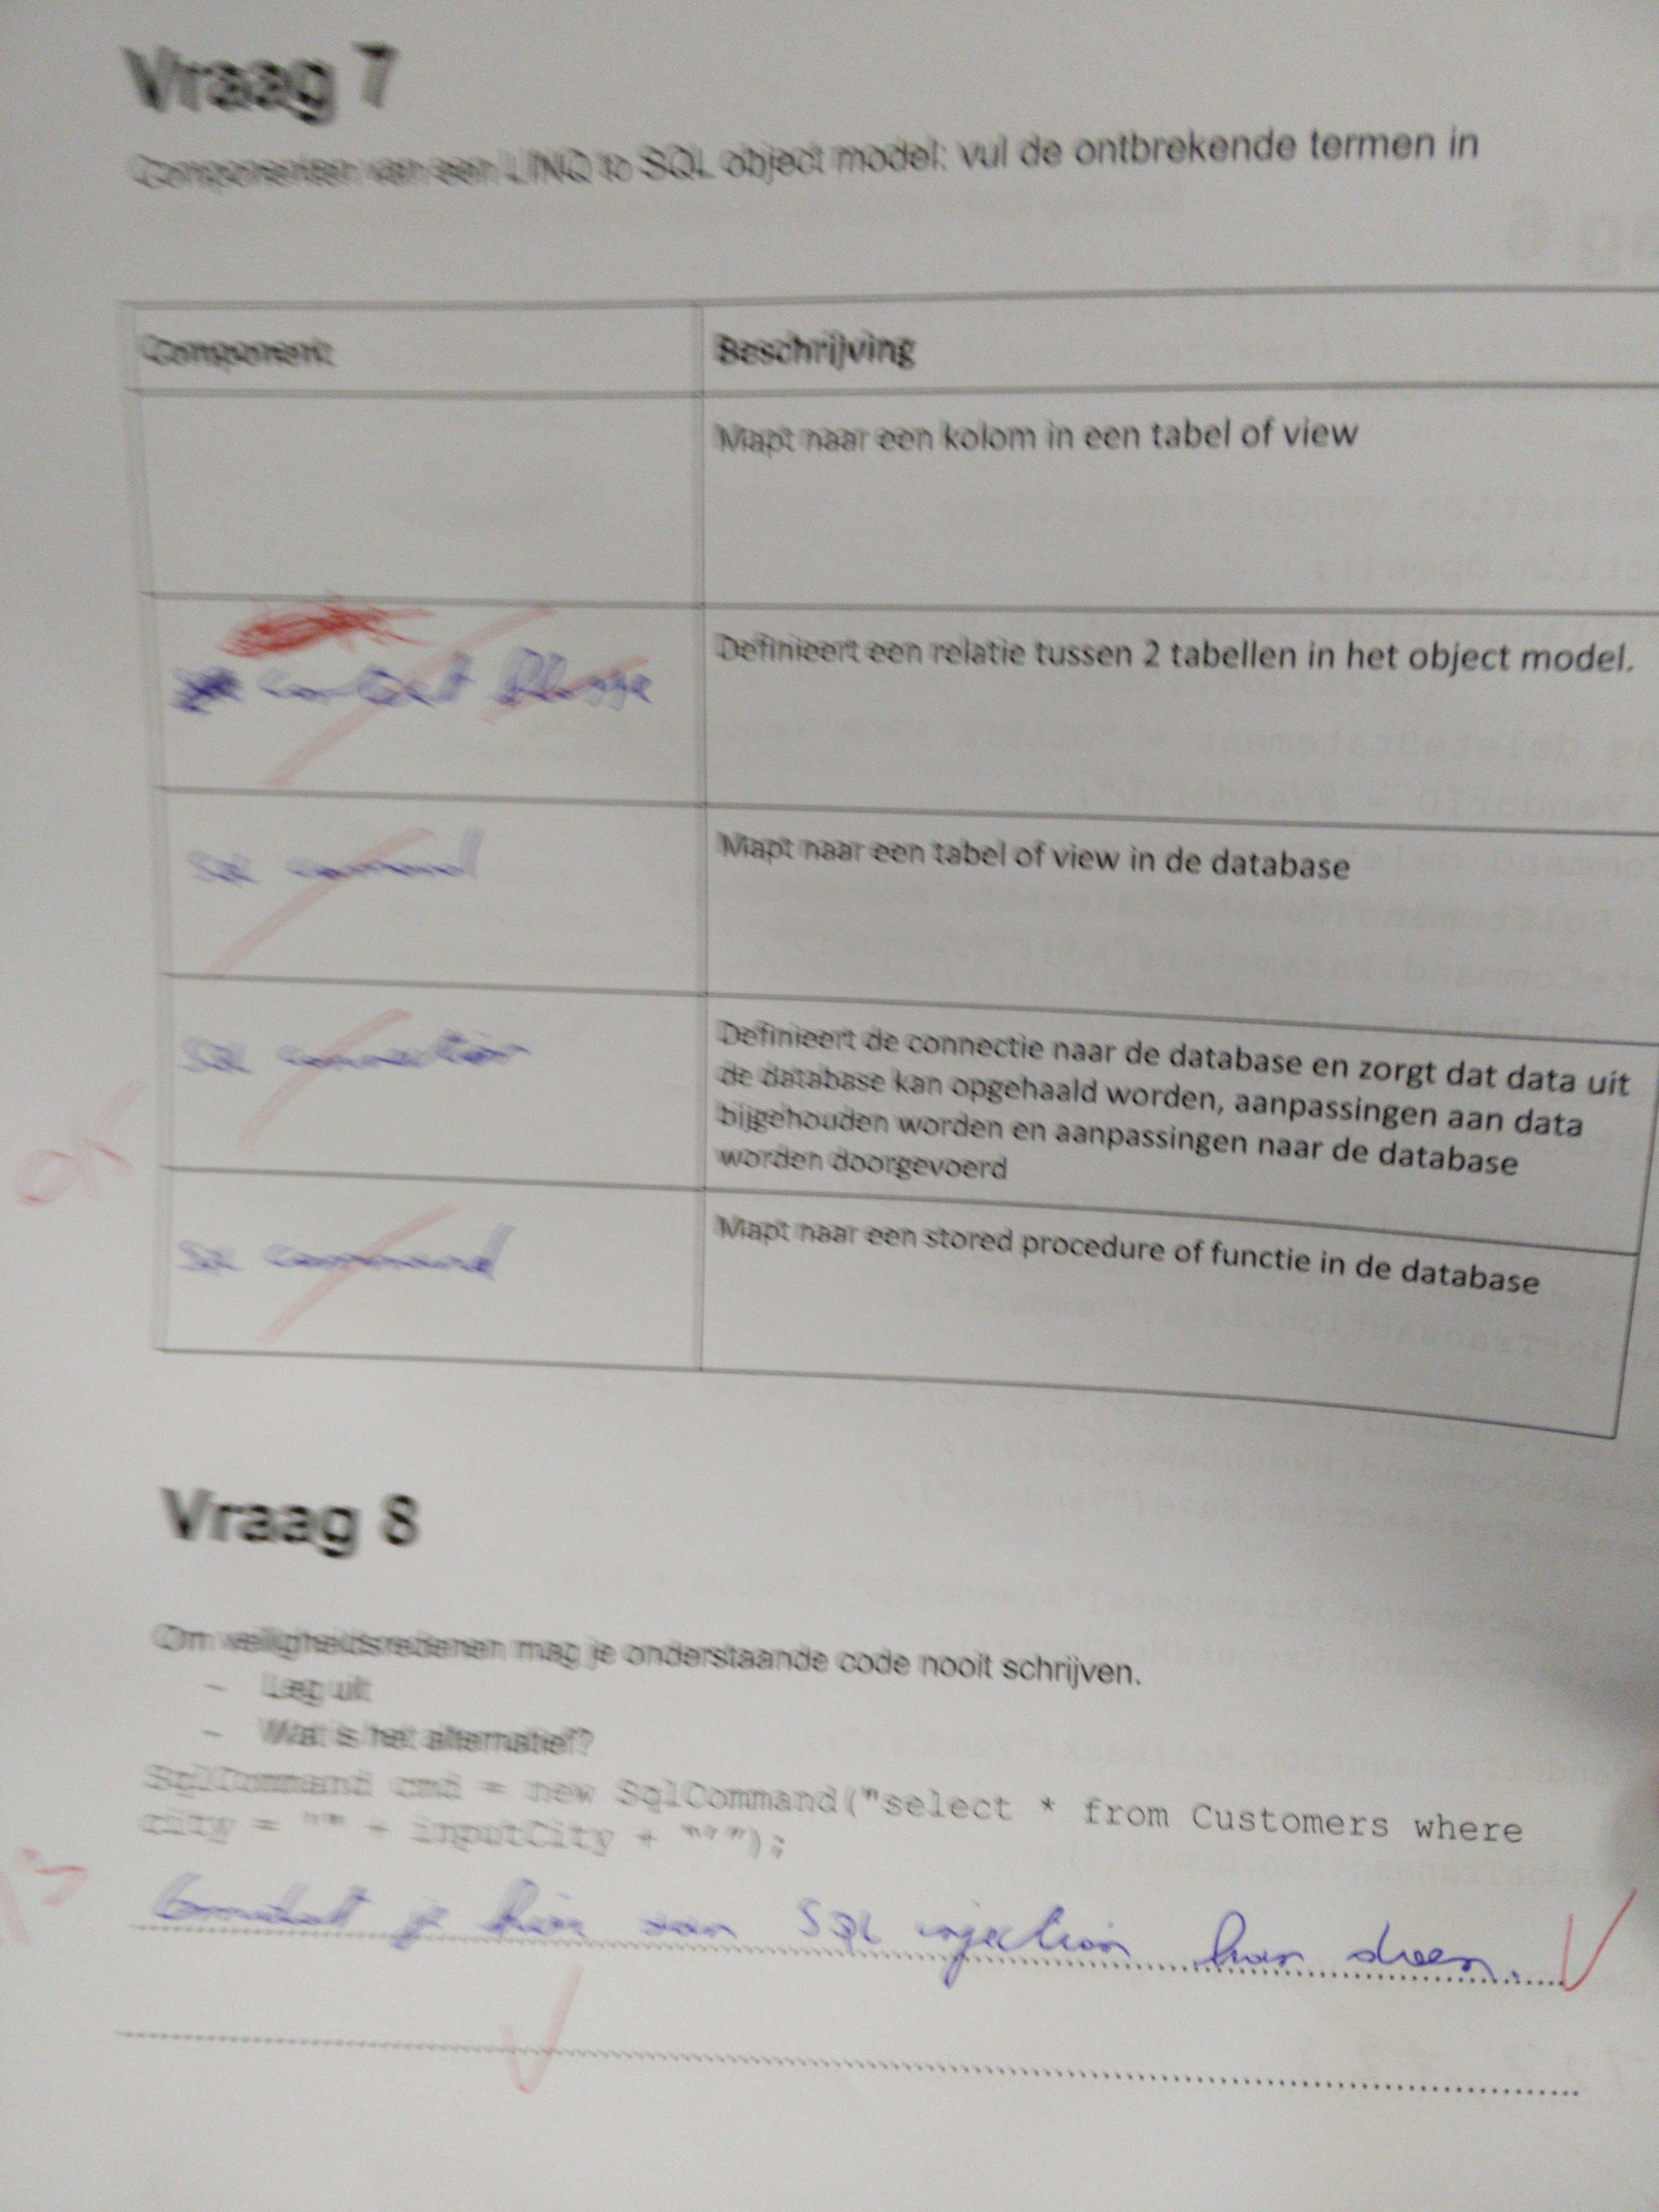 Vraag 7
Componenten van een LINQ to SQL object model: vul de ontbrekende termen in
Component
Beschrijving
Mapt naar een kolom in een tabel of view
Definieert een relatie tussen 2 tabellen in het object model.
Sql command
Mapt naar een tabel of view in de database
Sql connection
Definieert de connectie naar de database en zorgt dat data uit
de database kan opgehaald worden, aanpassingen aan data
bijgehouden worden en aanpassingen naar de database
worden doorgevoerd
Sql command
Mapt naar een stored procedure of functie in de database
Vraag 8
Om veiligheidsredenen mag je onderstaande code nooit schrijven.
- Leg uit
- Wat is het alternatief?
SqlCommand cmd = new SqlCommand("select * from Customers where
city = '" + inputCity + "'");
Omdat je hier aan SQL injection kan doen.